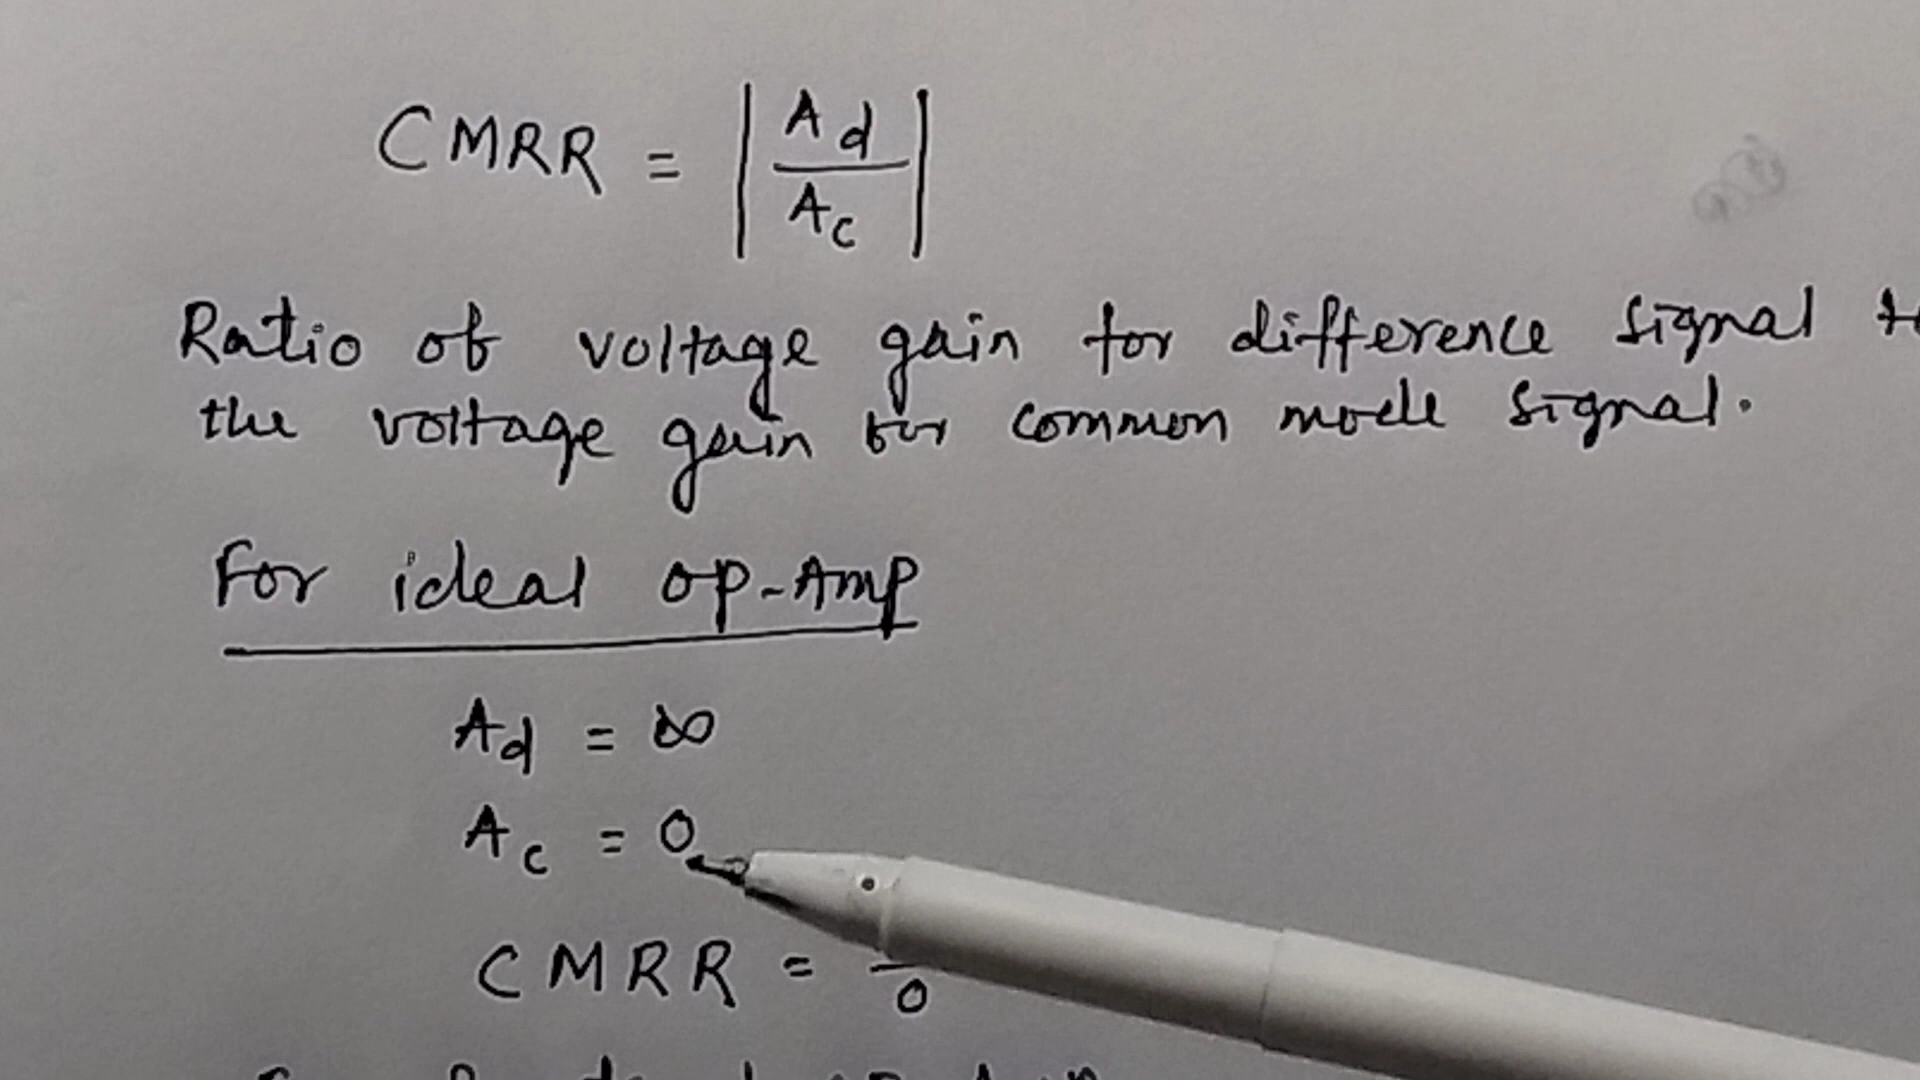 CMRR = | Ad / Ac |
Ratio of voltage gain for difference signal
the voltage gain for common mode signal.
For ideal op-Amp
Ad = ∞
Ac = 0
CMRR = / 0